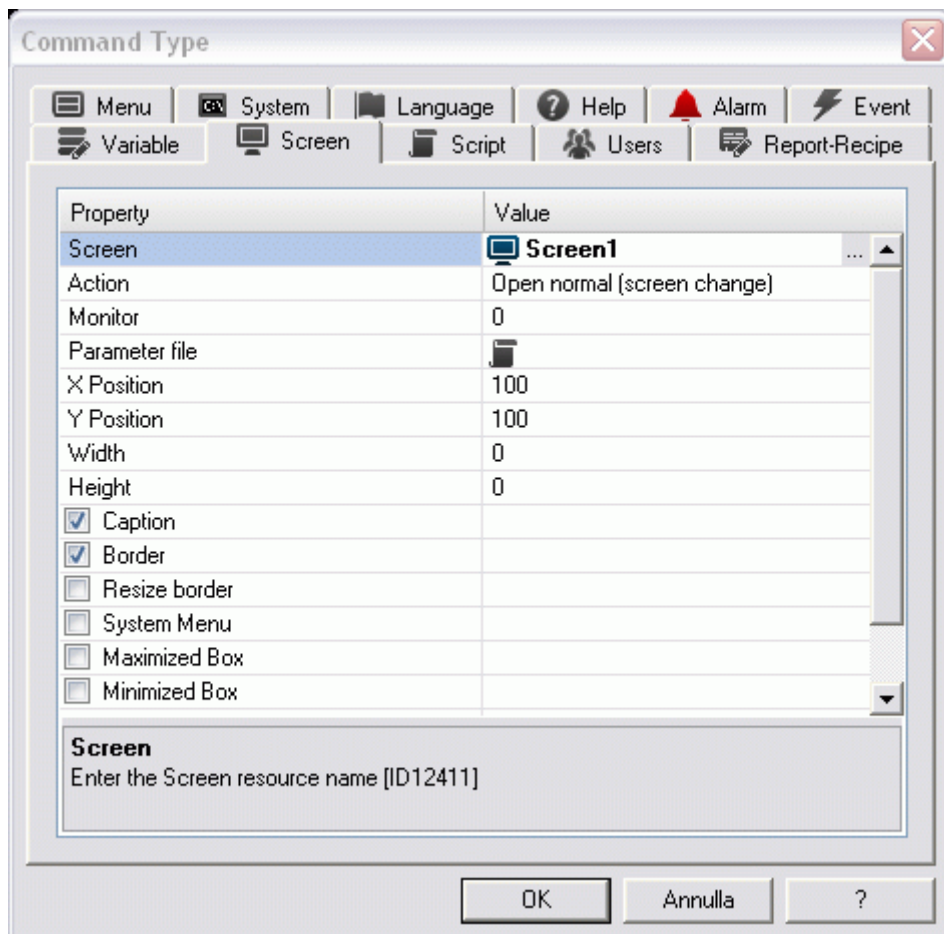 Command Type
Menu System Language Help Alarm Event
Variable Screen Script Users Report-Recipe
Property Value
Screen Screen1 ...
Action Open normal (screen change)
Monitor 0
Parameter file
X Position 100
Y Position 100
Width 0
Height 0
Caption
Border
Resize border
System Menu
Maximized Box
Minimized Box
Screen
Enter the Screen resource name [ID12411]
OK Annulla ?